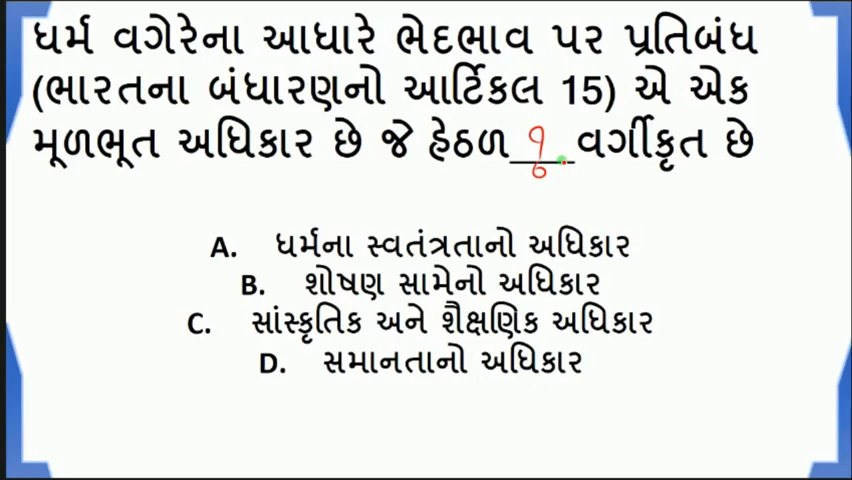 ધર્મ વગેરેના આધારે ભેદભાવ પર પ્રતિબંધ
(ભારતના બંધારણનો આર્ટિકલ 15) એ એક
મૂળભૂત અધિકાર છે જે હેઠળ ? વર્ગીકૃત છે
A. ધર્મના સ્વતંત્રતાનો અધિકાર
B. શોષણ સામેનો અધિકાર
C. સાંસ્કૃતિક અને શૈક્ષણિક અધિકાર
D. સમાનતાનો અધિકાર